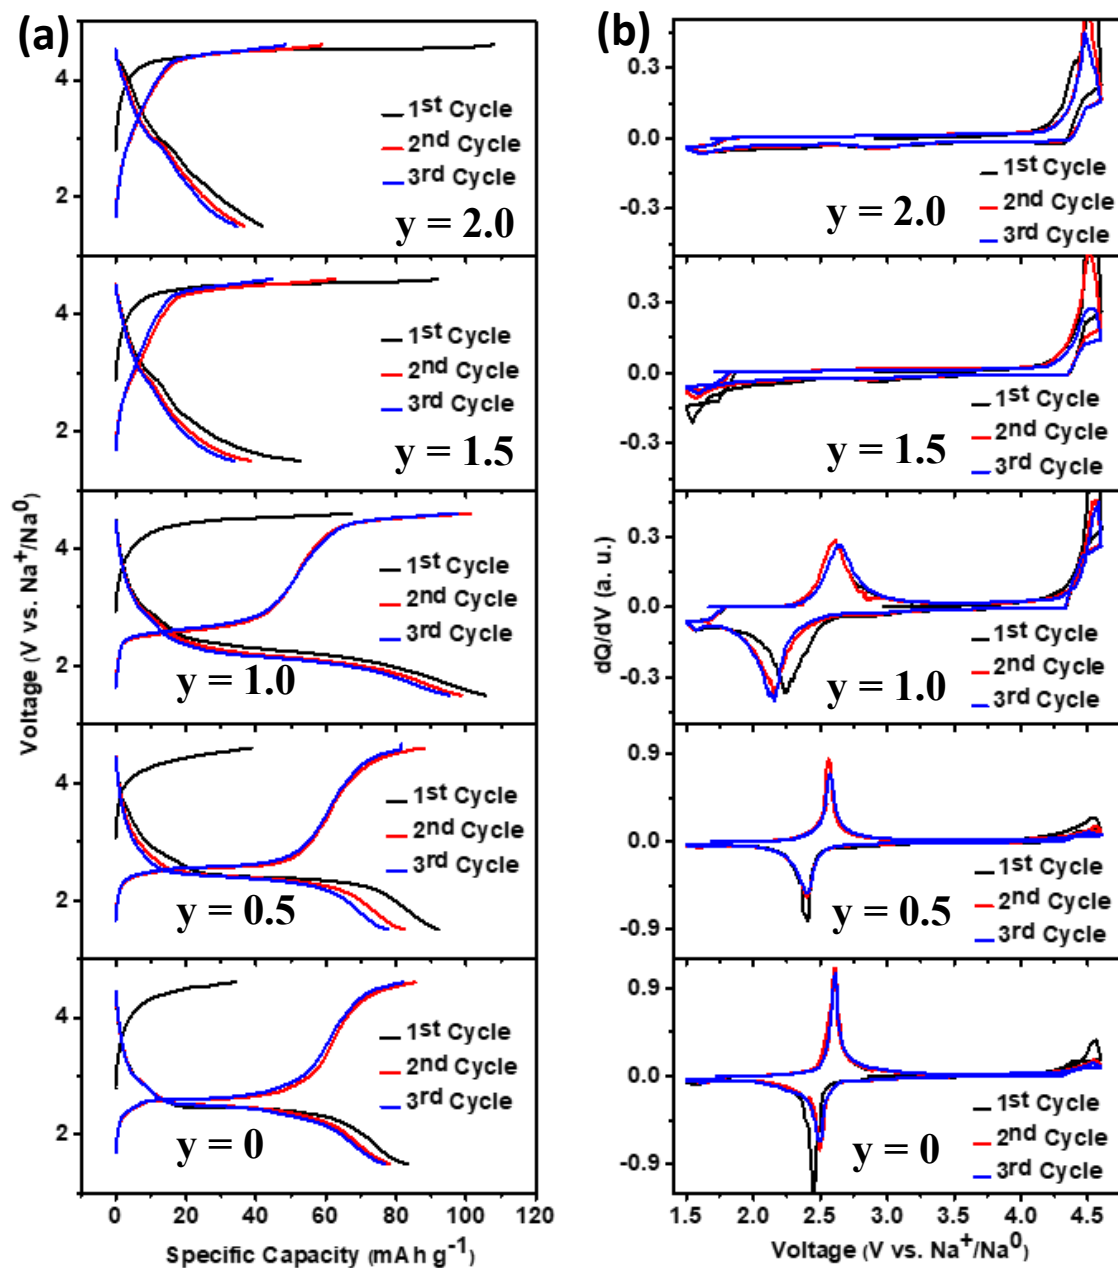 (a)
4
2
1st Cycle
2nd Cycle
3rd Cycle
y = 2.0
4
2
1st Cycle
2nd Cycle
3rd Cycle
y = 1.5
4
2
1st Cycle
2nd Cycle
3rd Cycle
y = 1.0
4
2
1st Cycle
2nd Cycle
3rd Cycle
y = 0.5
4
2
1st Cycle
2nd Cycle
3rd Cycle
y = 0
0 20 40 60 80 100 120
Specific Capacity (mAh g-1)
Voltage (V vs. Na+/Na0)
(b)
0.3
0.0
-0.3
1st Cycle
2nd Cycle
3rd Cycle
y = 2.0
0.3
0.0
-0.3
1st Cycle
2nd Cycle
3rd Cycle
y = 1.5
0.3
0.0
-0.3
1st Cycle
2nd Cycle
3rd Cycle
y = 1.0
0.9
0.0
-0.9
1st Cycle
2nd Cycle
3rd Cycle
y = 0.5
0.9
0.0
-0.9
1st Cycle
2nd Cycle
3rd Cycle
y = 0
1.5 2.0 2.5 3.0 3.5 4.0 4.5
Voltage (V vs. Na+/Na0)
dQ/dV (a. u.)